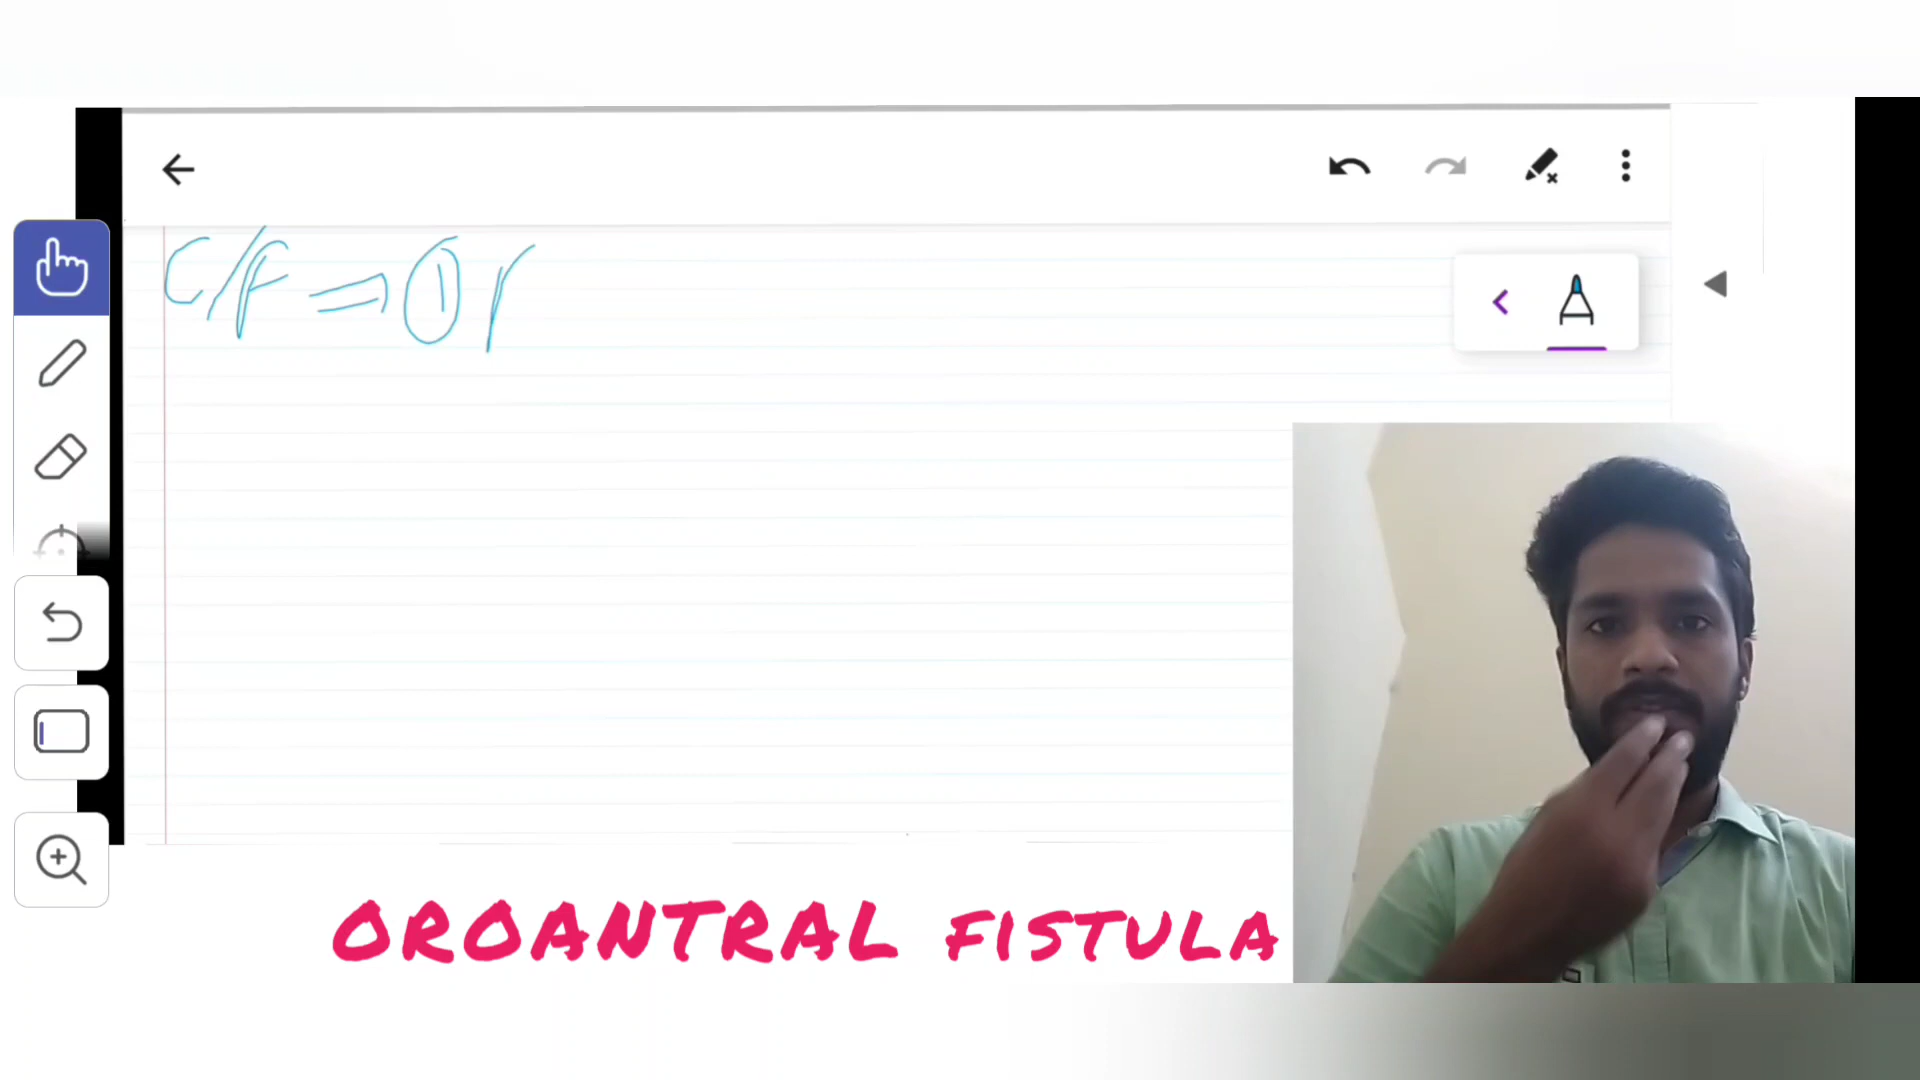 C/F ⇒ ① 
OROANTRAL FISTULA